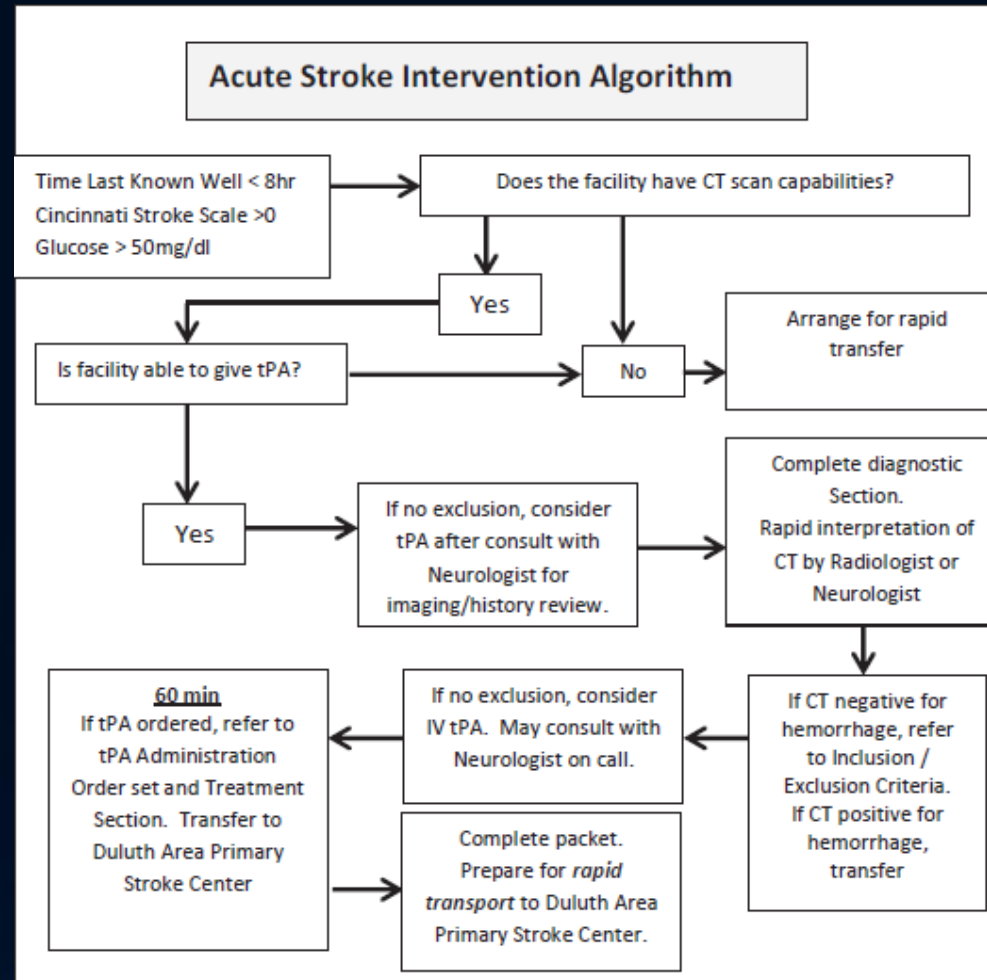 Acute Stroke Intervention Algorithm
Time Last Known Well < 8hr
Cincinnati Stroke Scale >0
Glucose > 50mg/dl
Does the facility have CT scan capabilities?
Yes
Is facility able to give tPA?
No
Arrange for rapid
transfer
Yes
If no exclusion, consider
tPA after consult with
Neurologist for
imaging/history review.
Complete diagnostic
Section.
Rapid interpretation of
CT by Radiologist or
Neurologist
If CT negative for
hemorrhage, refer
to Inclusion /
Exclusion Criteria.
If CT positive for
hemorrhage,
transfer
If no exclusion, consider
IV tPA. May consult with
Neurologist on call.
60 min
If tPA ordered, refer to
tPA Administration
Order set and Treatment
Section. Transfer to
Duluth Area Primary
Stroke Center
Complete packet.
Prepare for rapid
transport to Duluth Area
Primary Stroke Center.